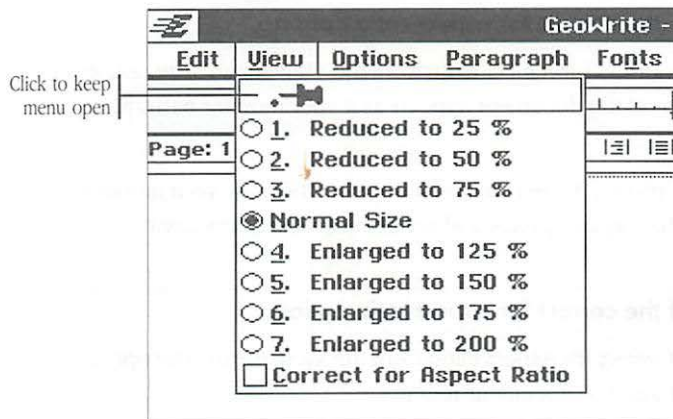 GeoWrite -
Edit View Options Paragraph Fonts
Click to keep
menu open
1. Reduced to 25 %
Page: 1
2. Reduced to 50 %
3. Reduced to 75 %
Normal Size
4. Enlarged to 125 %
5. Enlarged to 150 %
6. Enlarged to 175 %
7. Enlarged to 200 %
Correct for Aspect Ratio